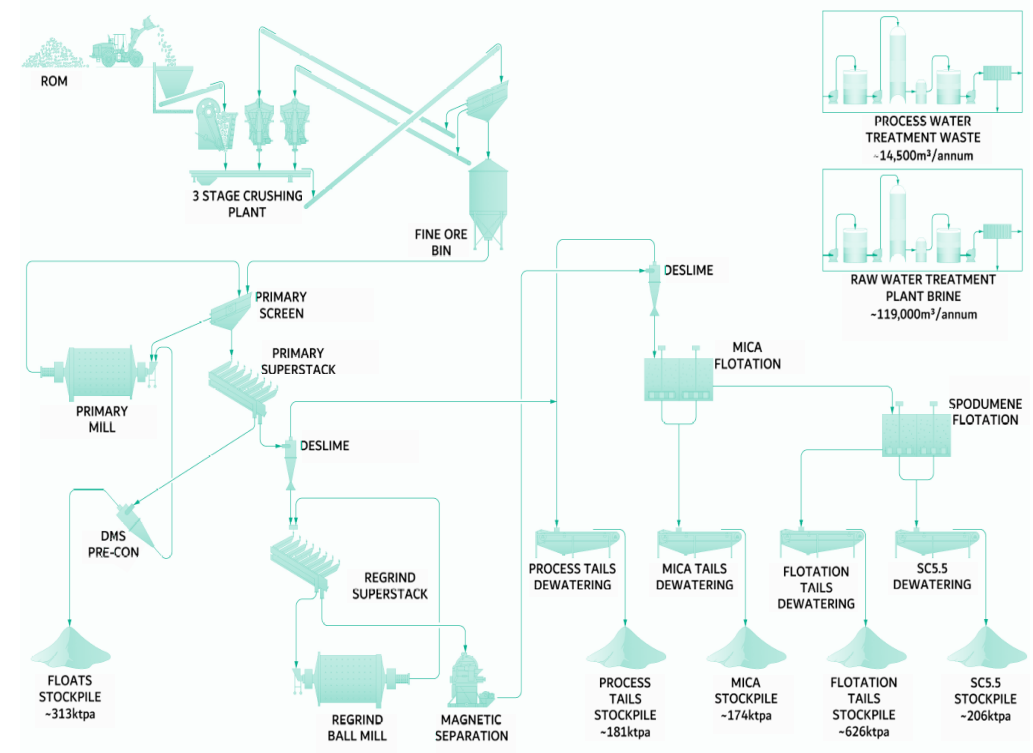 ROM
3 STAGE CRUSHING
PLANT
FINE ORE
BIN
PROCESS WATER
TREATMENT WASTE
~14,500m³/annum
RAW WATER TREATMENT
PLANT BRINE
~119,000m³/annum
PRIMARY
SCREEN
PRIMARY
SUPERSTACK
PRIMARY
MILL
DESLIME
DESLIME
MICA
FLOTATION
SPODUMENE
FLOTATION
DMS
PRE-CON
REGRIND
SUPERSTACK
PROCESS TAILS
DEWATERING
MICA TAILS
DEWATERING
FLOTATION
TAILS
DEWATERING
SC5.5
DEWATERING
FLOATS
STOCKPILE
~313ktpa
REGRIND
BALL MILL
MAGNETIC
SEPARATION
PROCESS
TAILS
STOCKPILE
~181ktpa
MICA
STOCKPILE
~174ktpa
FLOTATION
TAILS
STOCKPILE
~626ktpa
SC5.5
STOCKPILE
~206ktpa